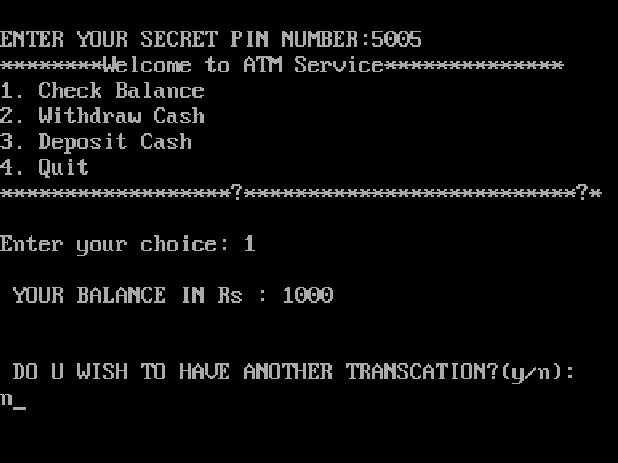 ENTER YOUR SECRET PIN NUMBER:5005
********Welcome to ATM Service**************
1. Check Balance
2. Withdraw Cash
3. Deposit Cash
4. Quit
******************?**************************?*
Enter your choice: 1
YOUR BALANCE IN Rs : 1000
DO U WISH TO HAVE ANOTHER TRANSCATION?(y/n):
n_